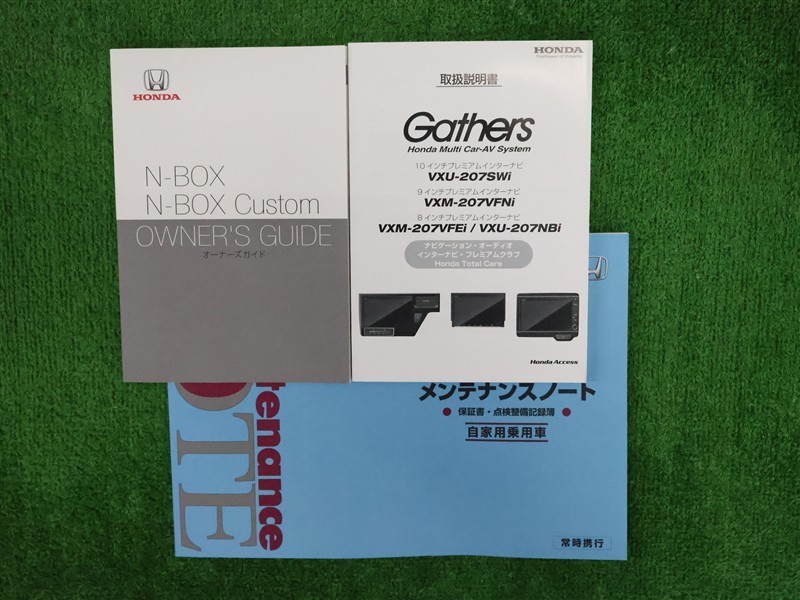 HONDA
N-BOX
N-BOX Custom
OWNER'S GUIDE
オーナーズガイド
HONDA
The Power of Dreams
取扱説明書
Gathers
Honda Multi Car-AV System
10インチプレミアムインターナビ
VXU-207SWi
9インチプレミアムインターナビ
VXM-207VFNi
8インチプレミアムインターナビ
VXM-207VFEi / VXU-207NBi
ナビゲーション・オーディオ
インターナビ・プレミアムクラブ
Honda Total Care
Honda Access
tenance
OTE
メンテナンスノート
● 保証書・点検整備記録簿 ●
自家用乗用車
常時携行